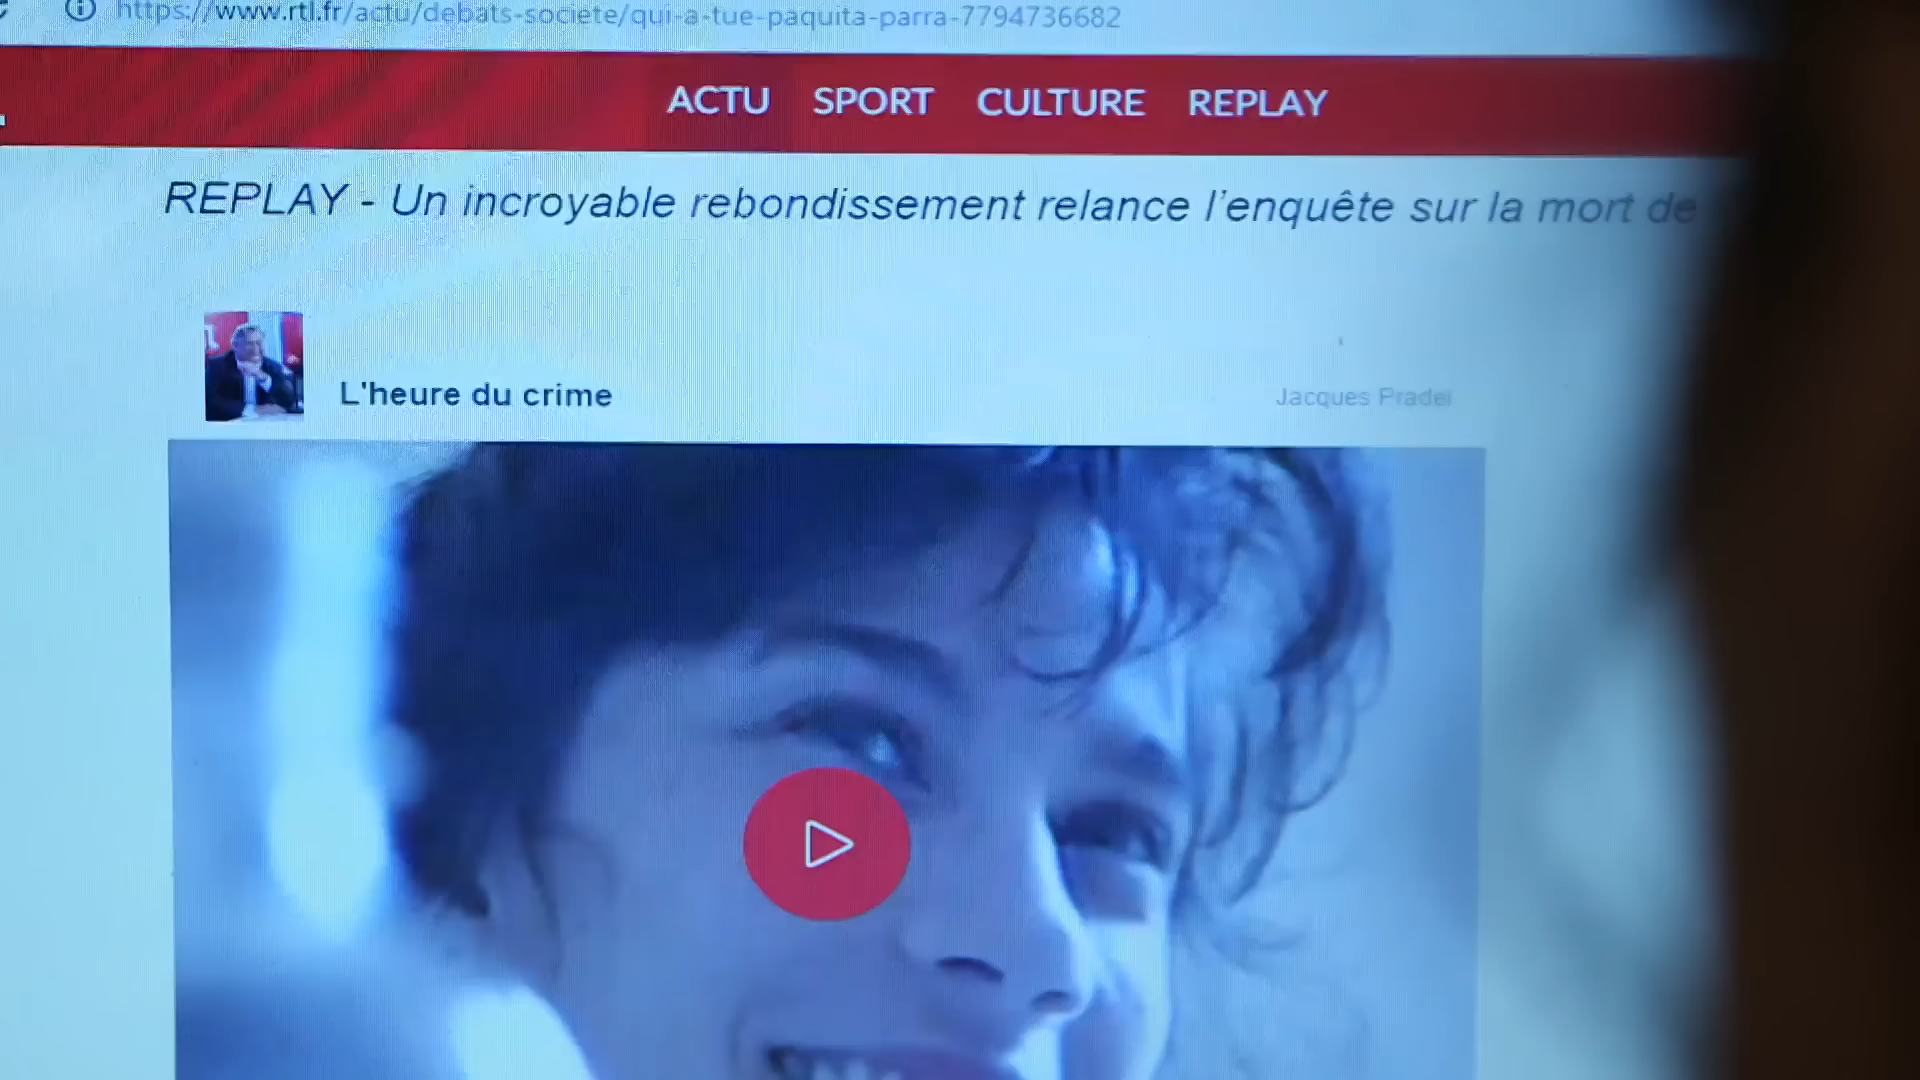 https://www.rtl.fr/actu/debats-societe/qui-a-tue-paquita-parra-7794736682
ACTU SPORT CULTURE REPLAY
REPLAY - Un incroyable rebondissement relance l'enquête sur la mort de
L'heure du crime
Jacques Pradel